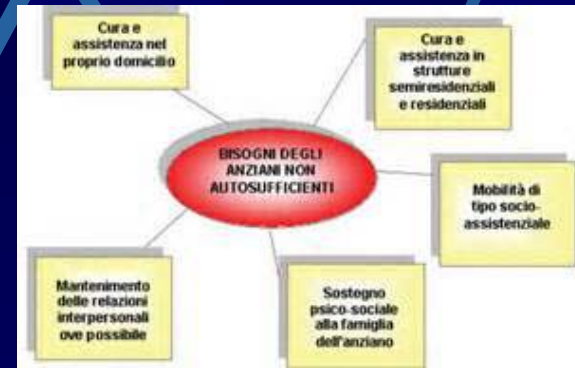 Cura e
assistenza nel
proprio domicilio
Cura e
assistenza in
strutture
semiresidenziali
e residenziali
BISOGNI DEGLI
ANZIANI NON
AUTOSUFFICIENTI
Mobilità di
tipo socio-
assistenziale
Mantenimento
delle relazioni
interpersonali
ove possibile
Sostegno
psico-sociale
alla famiglia
dell'anziano